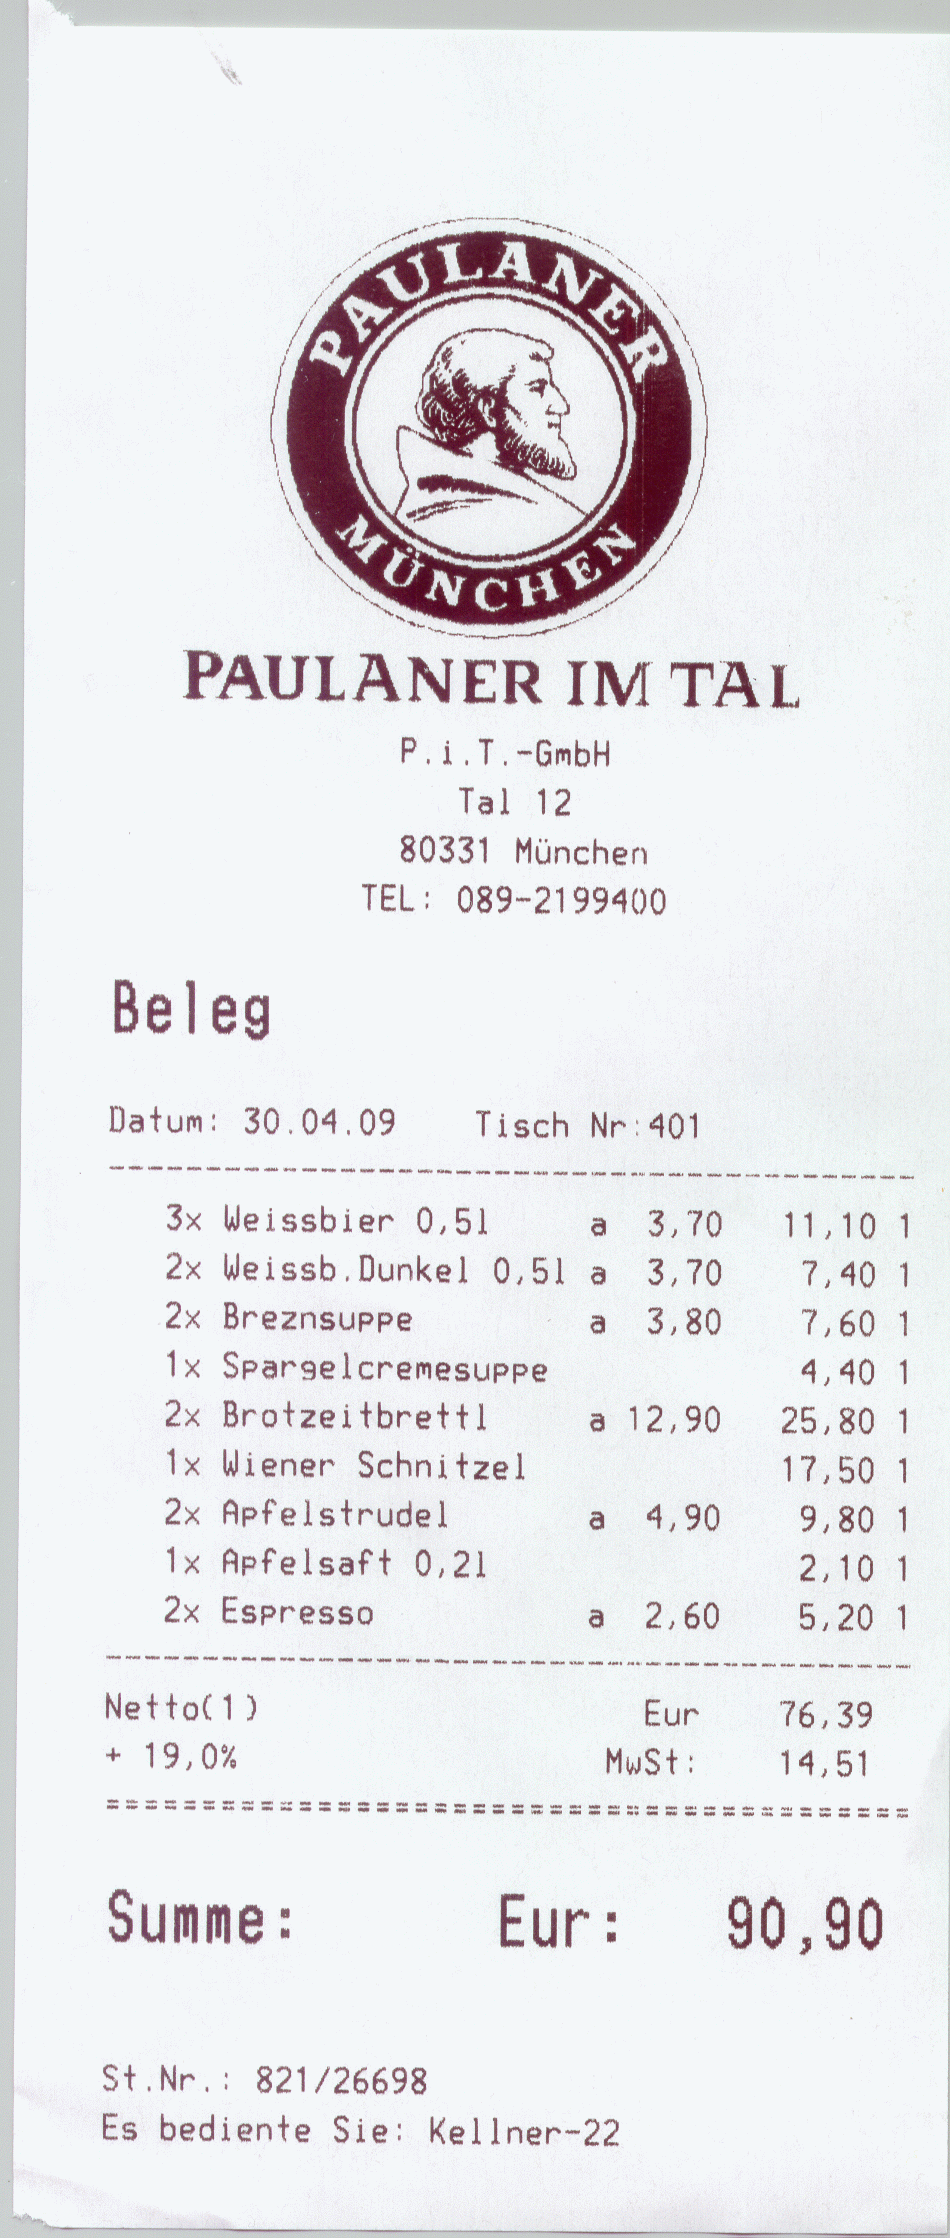 PAULANER
MÜNCHEN
PAULANER IM TAL
P.i.T.-GmbH
Tal 12
80331 München
TEL: 089-2199400
Beleg
Datum: 30.04.09 Tisch Nr:401
3x Weissbier 0,5l a 3,70 11,10 1
2x Weissb.Dunkel 0,5l a 3,70 7,40 1
2x Breznsuppe a 3,80 7,60 1
1x Spargelcremesuppe 4,40 1
2x Brotzeitbrettl a 12,90 25,80 1
1x Wiener Schnitzel 17,50 1
2x Apfelstrudel a 4,90 9,80 1
1x Apfelsaft 0,2l 2,10 1
2x Espresso a 2,60 5,20 1
Netto(1) Eur 76,39
+ 19,0% MwSt: 14,51
Summe: Eur: 90,90
St.Nr.: 821/26698
Es bediente Sie: Kellner-22